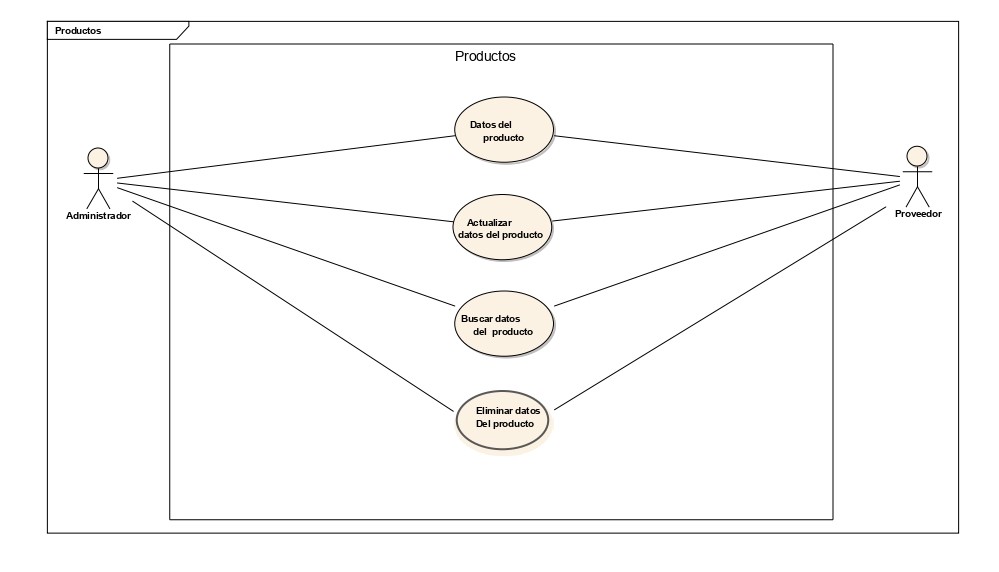 Productos
Productos
Datos del
producto
Administrador
Proveedor
Actualizar
datos del producto
Buscar datos
del producto
Eliminar datos
Del producto